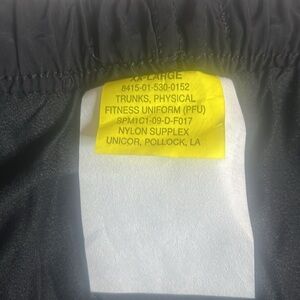 XX-LARGE
8415-01-530-0152
TRUNKS, PHYSICAL
FITNESS UNIFORM (PFU)
SPM1C1-09-D-F017
NYLON SUPPLEX
UNICOR, POLLOCK, LA